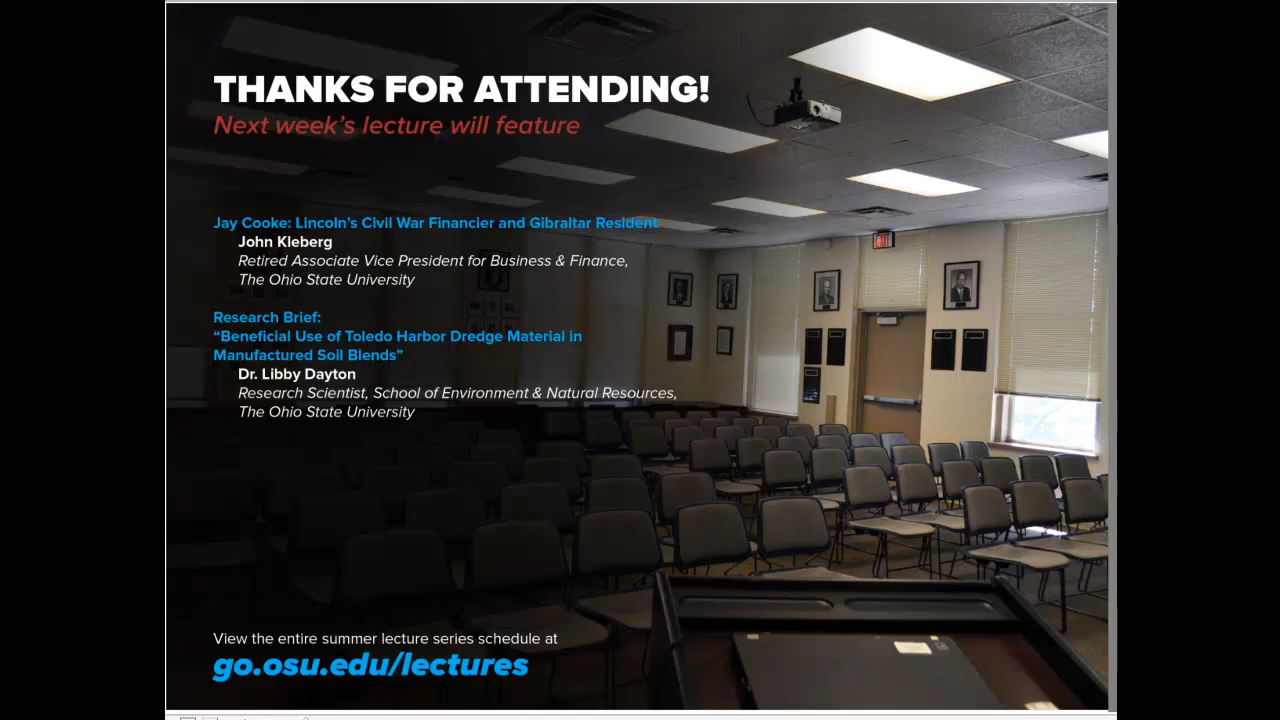 THANKS FOR ATTENDING!
Next week's lecture will feature
Jay Cooke: Lincoln's Civil War Financier and Gibraltar Resident
John Kleberg
Retired Associate Vice President for Business & Finance,
The Ohio State University
Research Brief:
“Beneficial Use of Toledo Harbor Dredge Material in
Manufactured Soil Blends”
Dr. Libby Dayton
Research Scientist, School of Environment & Natural Resources,
The Ohio State University
View the entire summer lecture series schedule at
go.osu.edu/lectures